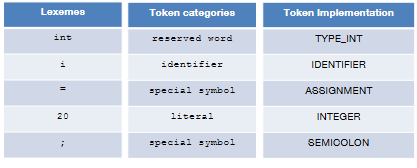 Lexemes Token categories Token Implementation
int reserved word TYPE_INT
i identifier IDENTIFIER
= special symbol ASSIGNMENT
20 literal INTEGER
; special symbol SEMICOLON